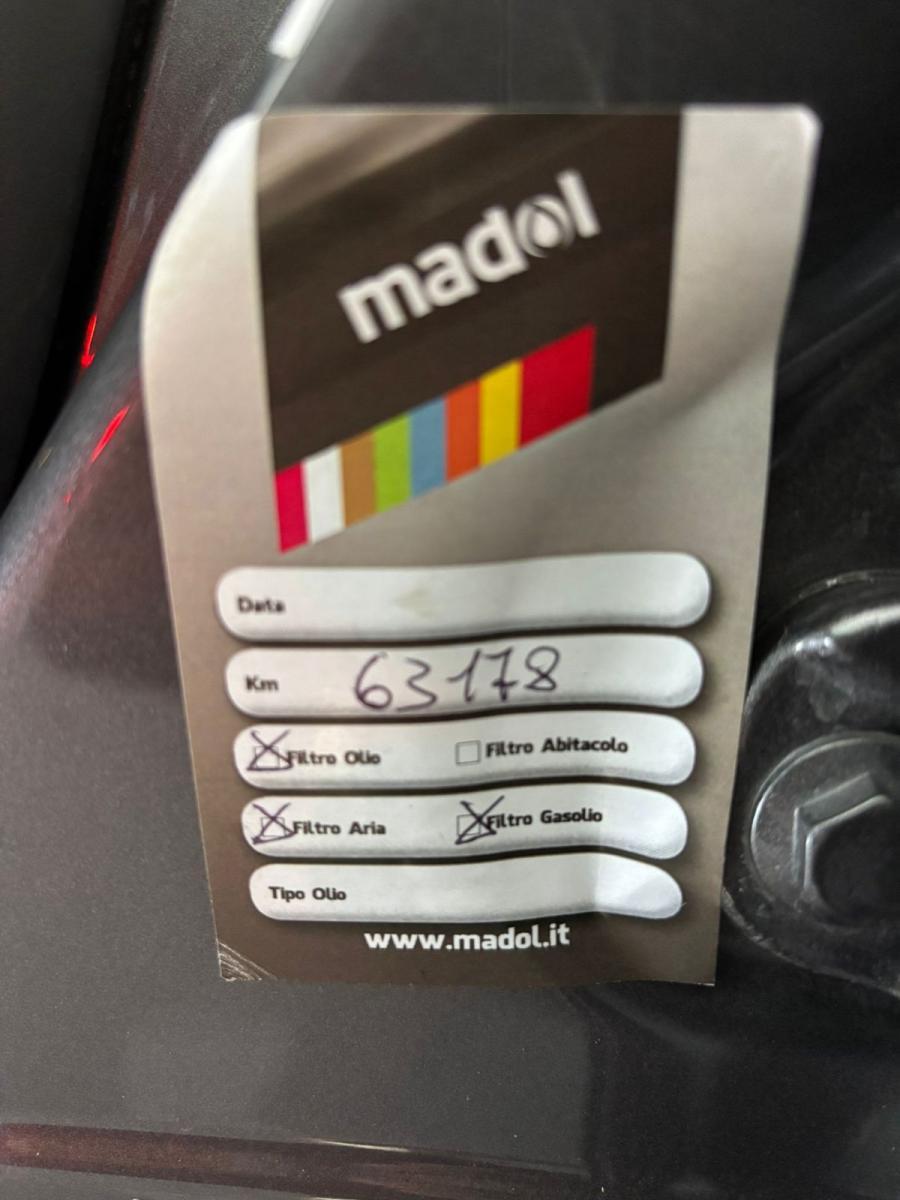 madol
Data
Km 63178
Filtro Olio Filtro Abitacolo
Filtro Aria Filtro Gasolio
Tipo Olio
www.madol.it